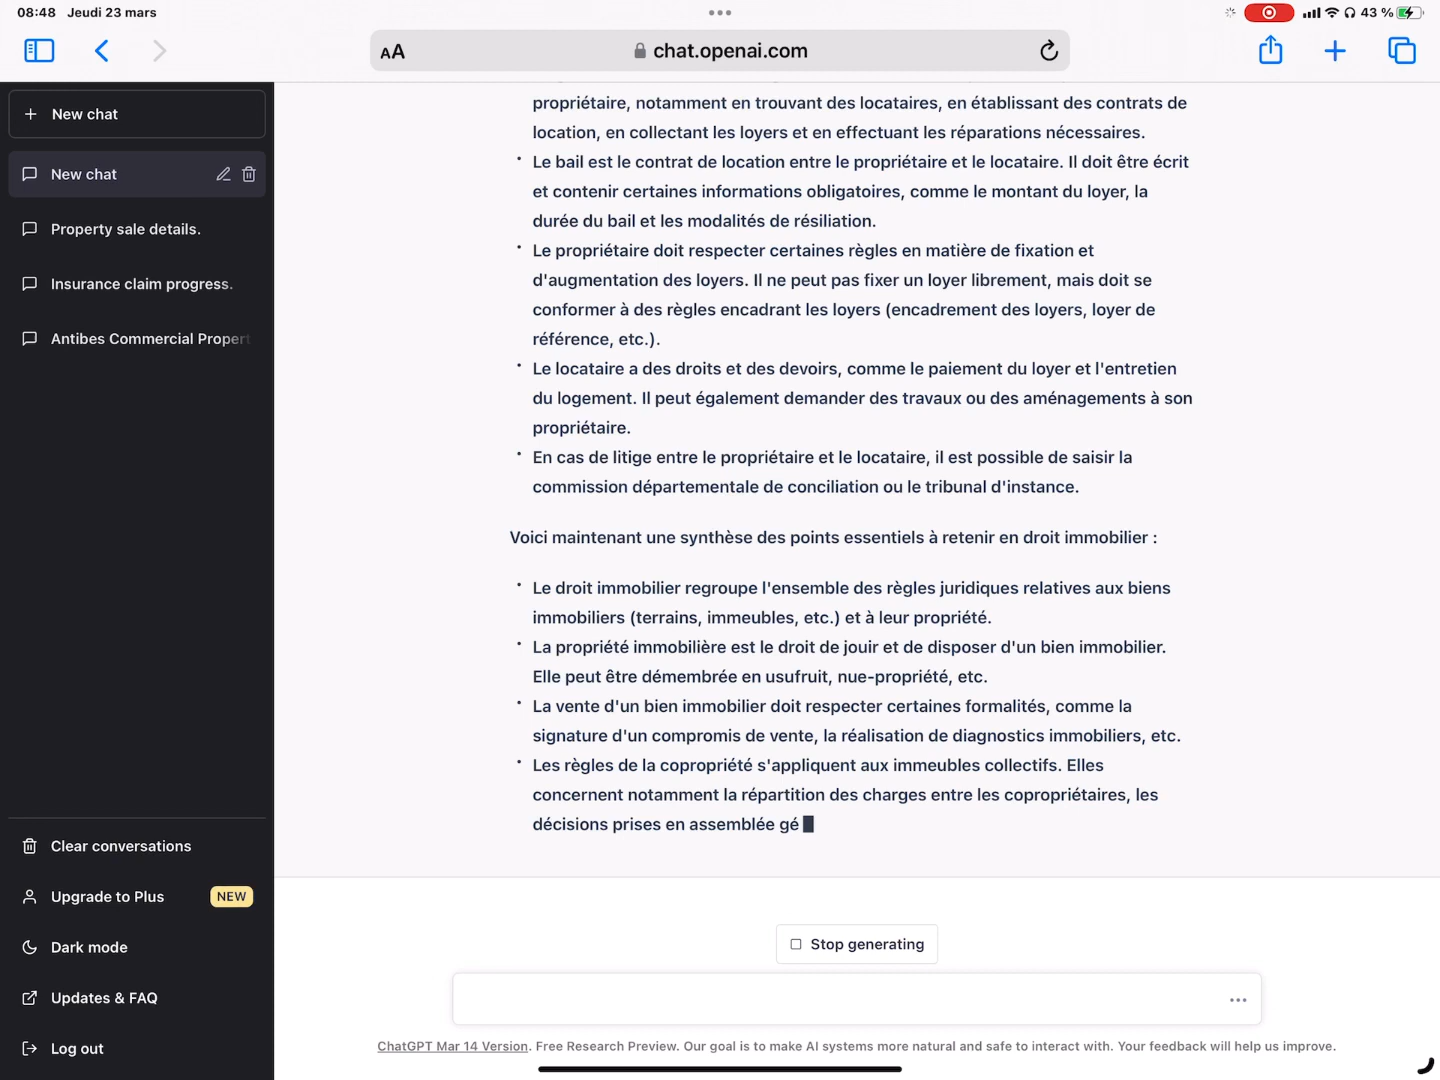 08:48 Jeudi 23 mars
43 %
AA
chat.openai.com
New chat
New chat
Property sale details.
Insurance claim progress.
Antibes Commercial Propert
Clear conversations
Upgrade to Plus NEW
Dark mode
Updates & FAQ
Log out
propriétaire, notamment en trouvant des locataires, en établissant des contrats de
location, en collectant les loyers et en effectuant les réparations nécessaires.
• Le bail est le contrat de location entre le propriétaire et le locataire. Il doit être écrit
et contenir certaines informations obligatoires, comme le montant du loyer, la
durée du bail et les modalités de résiliation.
• Le propriétaire doit respecter certaines règles en matière de fixation et
d'augmentation des loyers. Il ne peut pas fixer un loyer librement, mais doit se
conformer à des règles encadrant les loyers (encadrement des loyers, loyer de
référence, etc.).
• Le locataire a des droits et des devoirs, comme le paiement du loyer et l'entretien
du logement. Il peut également demander des travaux ou des aménagements à son
propriétaire.
• En cas de litige entre le propriétaire et le locataire, il est possible de saisir la
commission départementale de conciliation ou le tribunal d'instance.
Voici maintenant une synthèse des points essentiels à retenir en droit immobilier :
• Le droit immobilier regroupe l'ensemble des règles juridiques relatives aux biens
immobiliers (terrains, immeubles, etc.) et à leur propriété.
• La propriété immobilière est le droit de jouir et de disposer d'un bien immobilier.
Elle peut être démembrée en usufruit, nue-propriété, etc.
• La vente d'un bien immobilier doit respecter certaines formalités, comme la
signature d'un compromis de vente, la réalisation de diagnostics immobiliers, etc.
• Les règles de la copropriété s'appliquent aux immeubles collectifs. Elles
concernent notamment la répartition des charges entre les copropriétaires, les
décisions prises en assemblée gé
Stop generating
ChatGPT Mar 14 Version. Free Research Preview. Our goal is to make AI systems more natural and safe to interact with. Your feedback will help us improve.